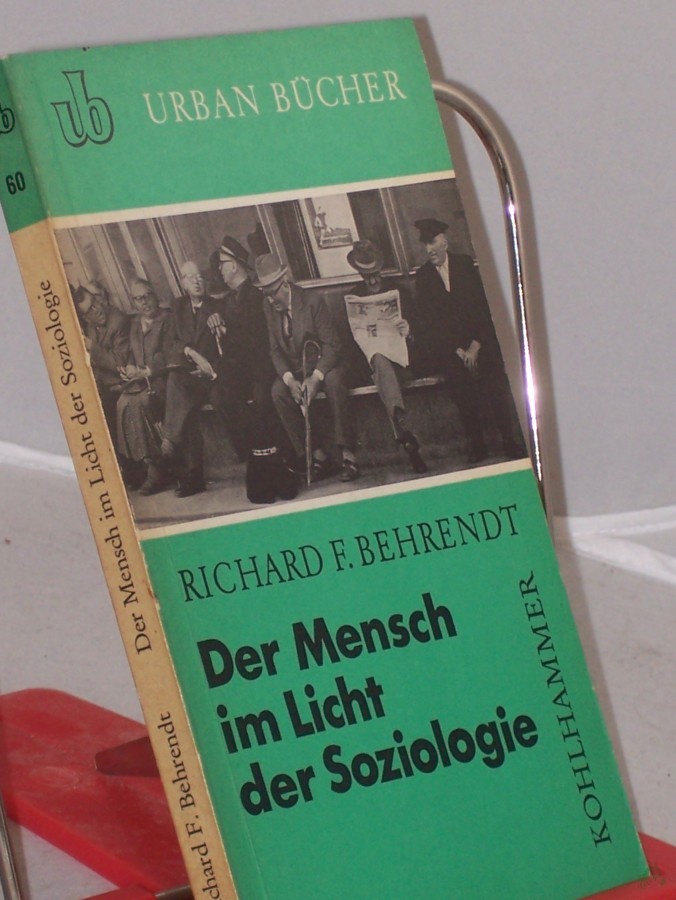 ub
URBAN BÜCHER
RICHARD F. BEHRENDT
Der Mensch
im Licht
der Soziologie
KOHLHAMMER
60
Der Mensch im Licht der Soziologie
chard F. Behrendt